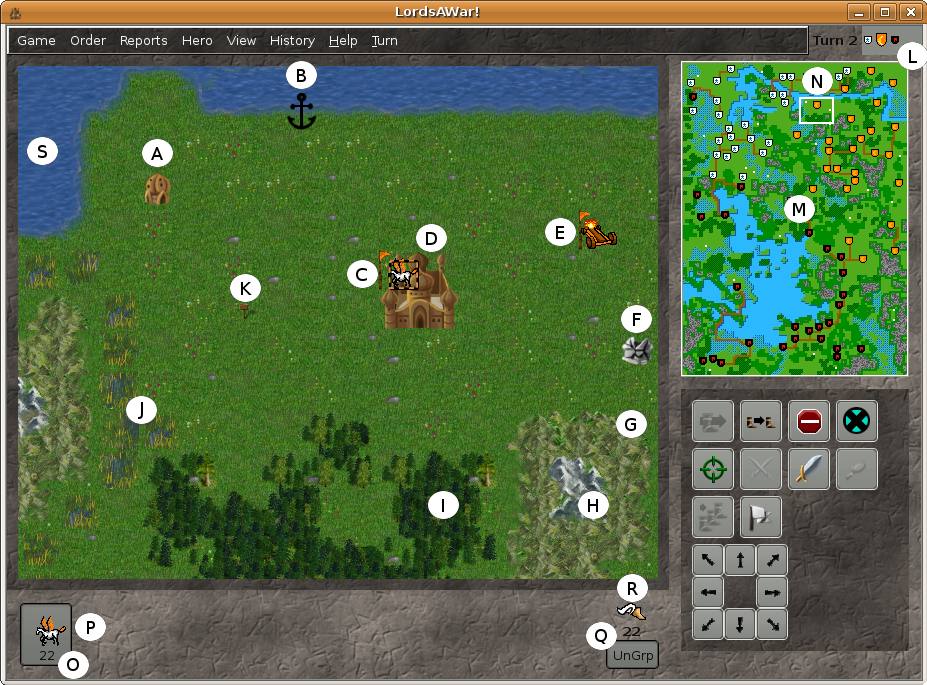 LordsAWar!
Game Order Reports Hero View History Help Turn Turn 2
L
B
N
S
A
M
D
E
C
K
F
J
G
I
H
R
P
Q
22
22
UnGrp
O